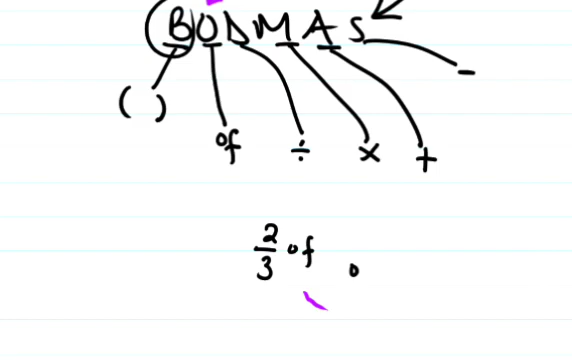 BODMAS
( ) of ÷ × + -
2/3 of